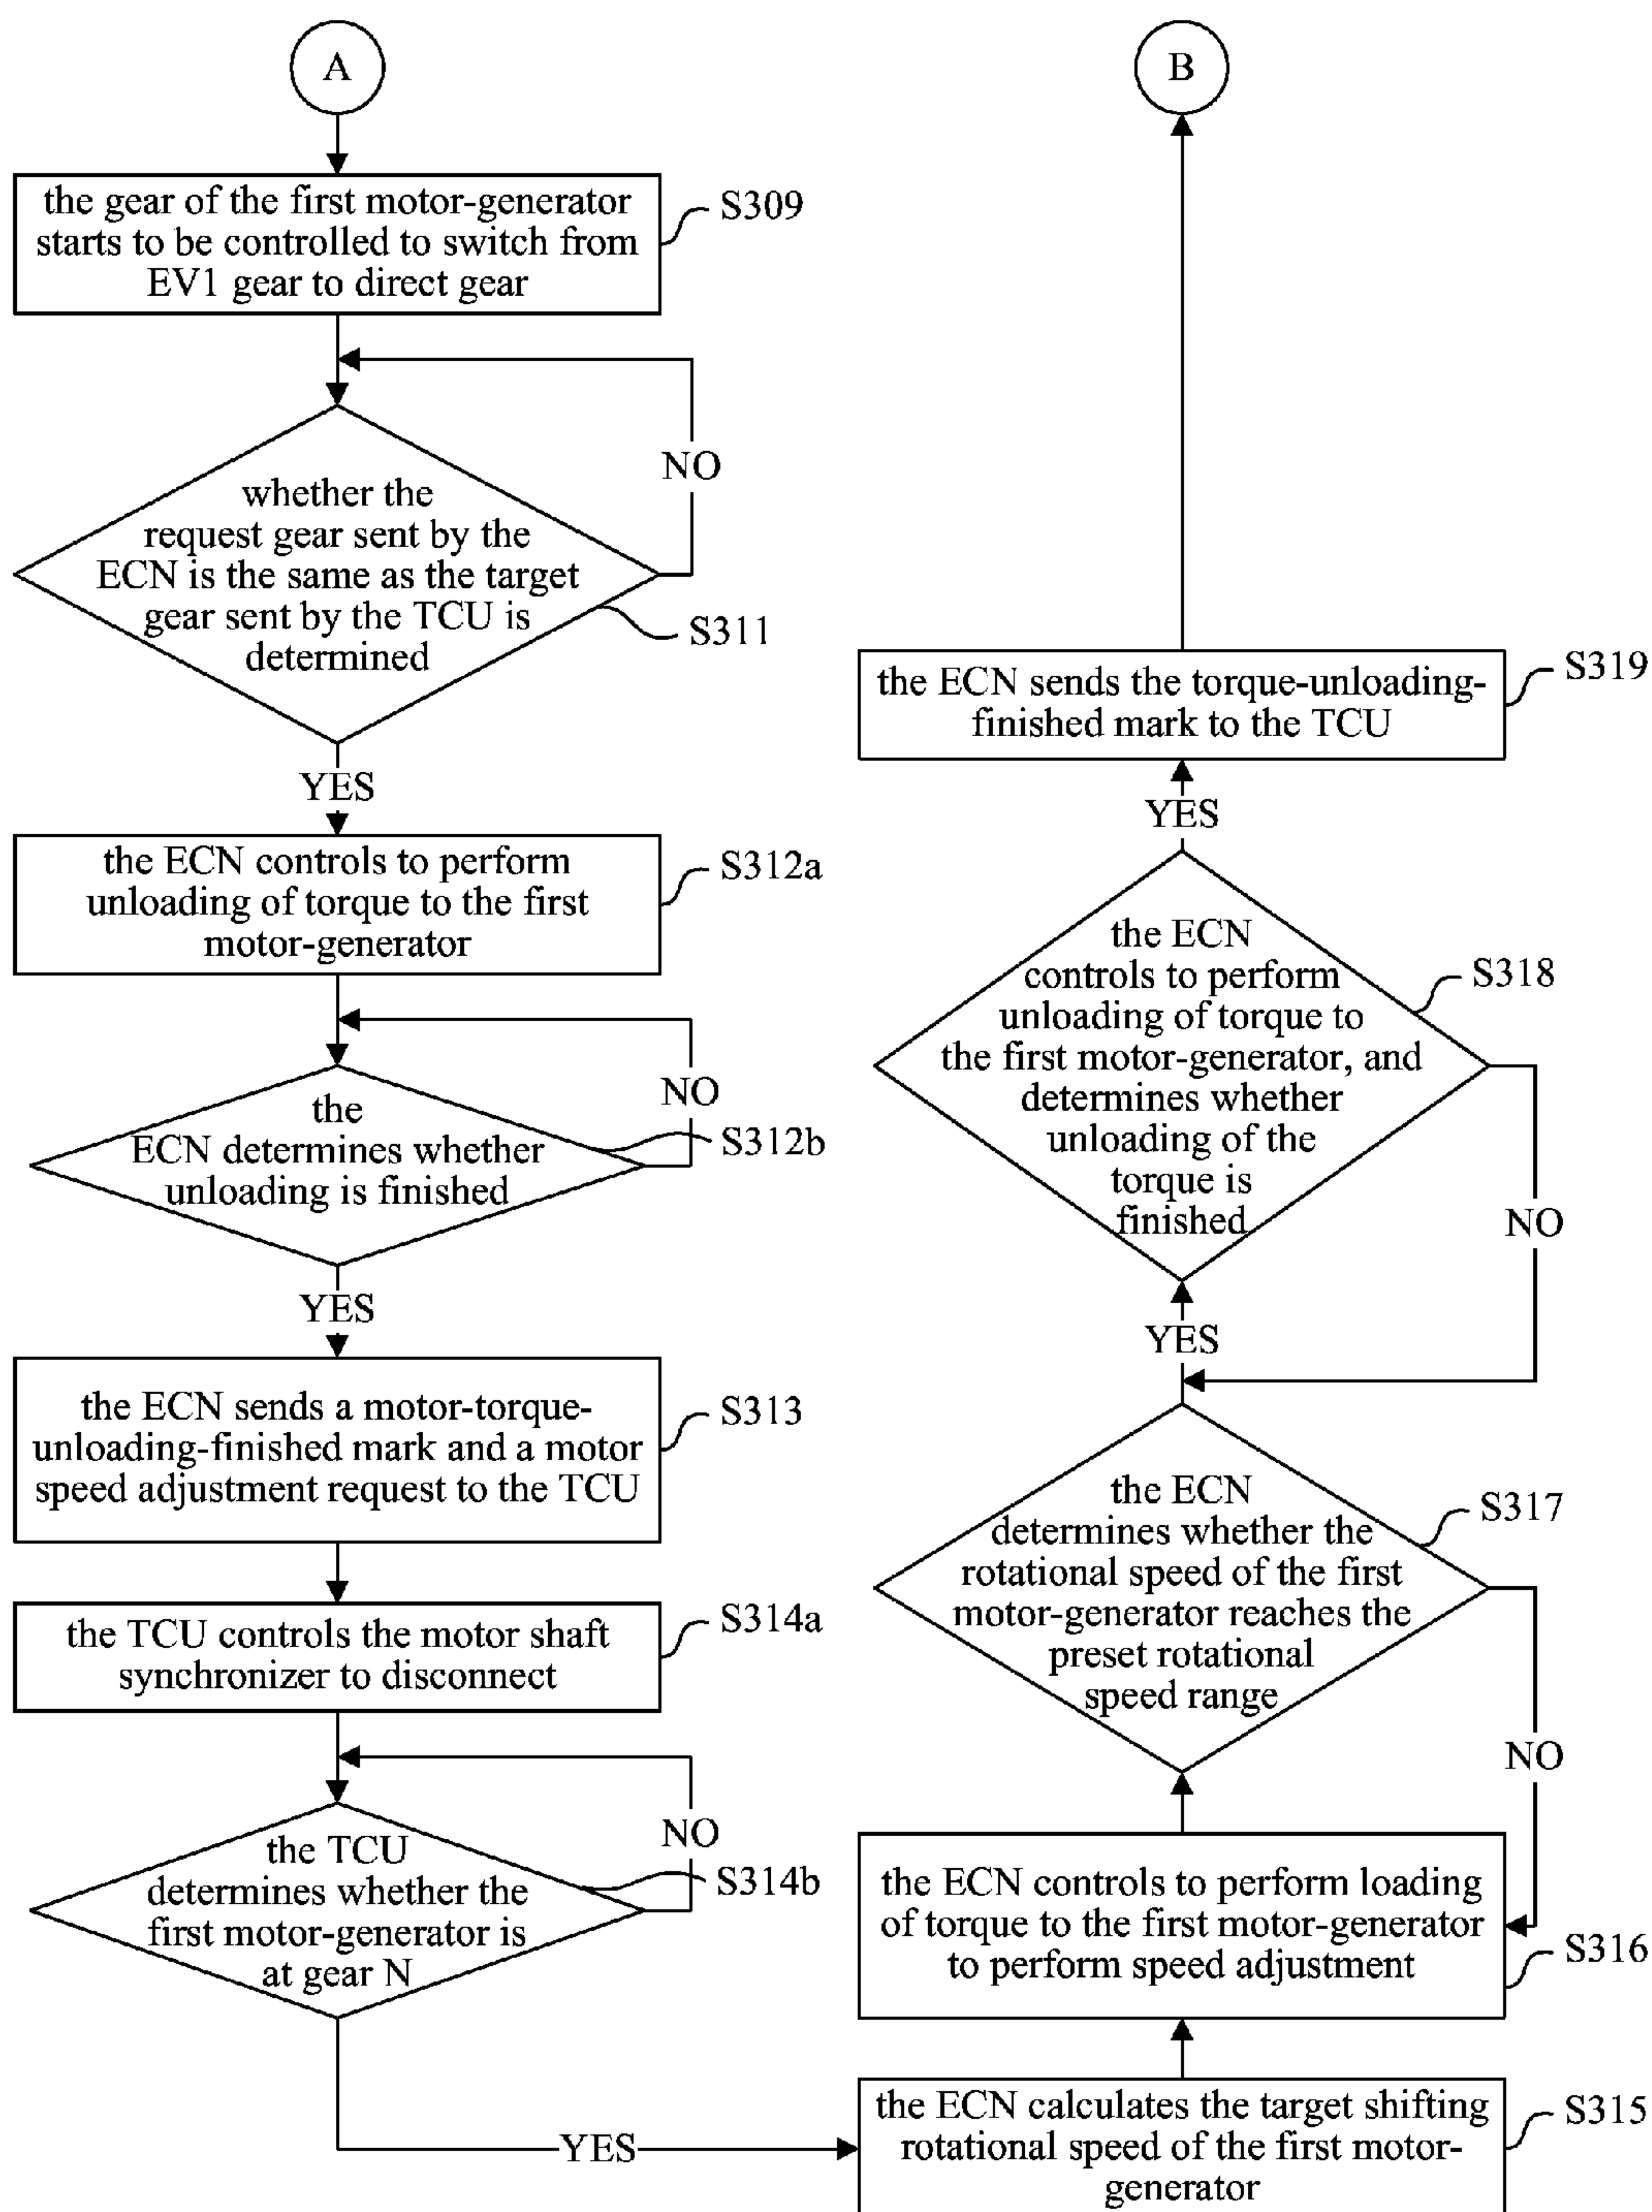 A
the gear of the first motor-generator
starts to be controlled to switch from
EV1 gear to direct gear
S309
NO
whether the
request gear sent by the
ECN is the same as the target
gear sent by the TCU is
determined
S311
YES
the ECN controls to perform
unloading of torque to the first
motor-generator
S312a
NO
the
ECN determines whether
unloading is finished
S312b
YES
the ECN sends a motor-torque-
unloading-finished mark and a motor
speed adjustment request to the TCU
S313
the TCU controls the motor shaft
synchronizer to disconnect
S314a
NO
the TCU
determines whether the
first motor-generator is
at gear N
S314b
YES
B
the ECN sends the torque-unloading-
finished mark to the TCU
S319
YES
the ECN
controls to perform
unloading of torque to
the first motor-generator, and
determines whether
unloading of the
torque is
finished
S318
NO
YES
the ECN
determines whether the
rotational speed of the first
motor-generator reaches the
preset rotational
speed range
S317
NO
the ECN controls to perform loading
of torque to the first motor-generator
to perform speed adjustment
S316
the ECN calculates the target shifting
rotational speed of the first motor-
generator
S315